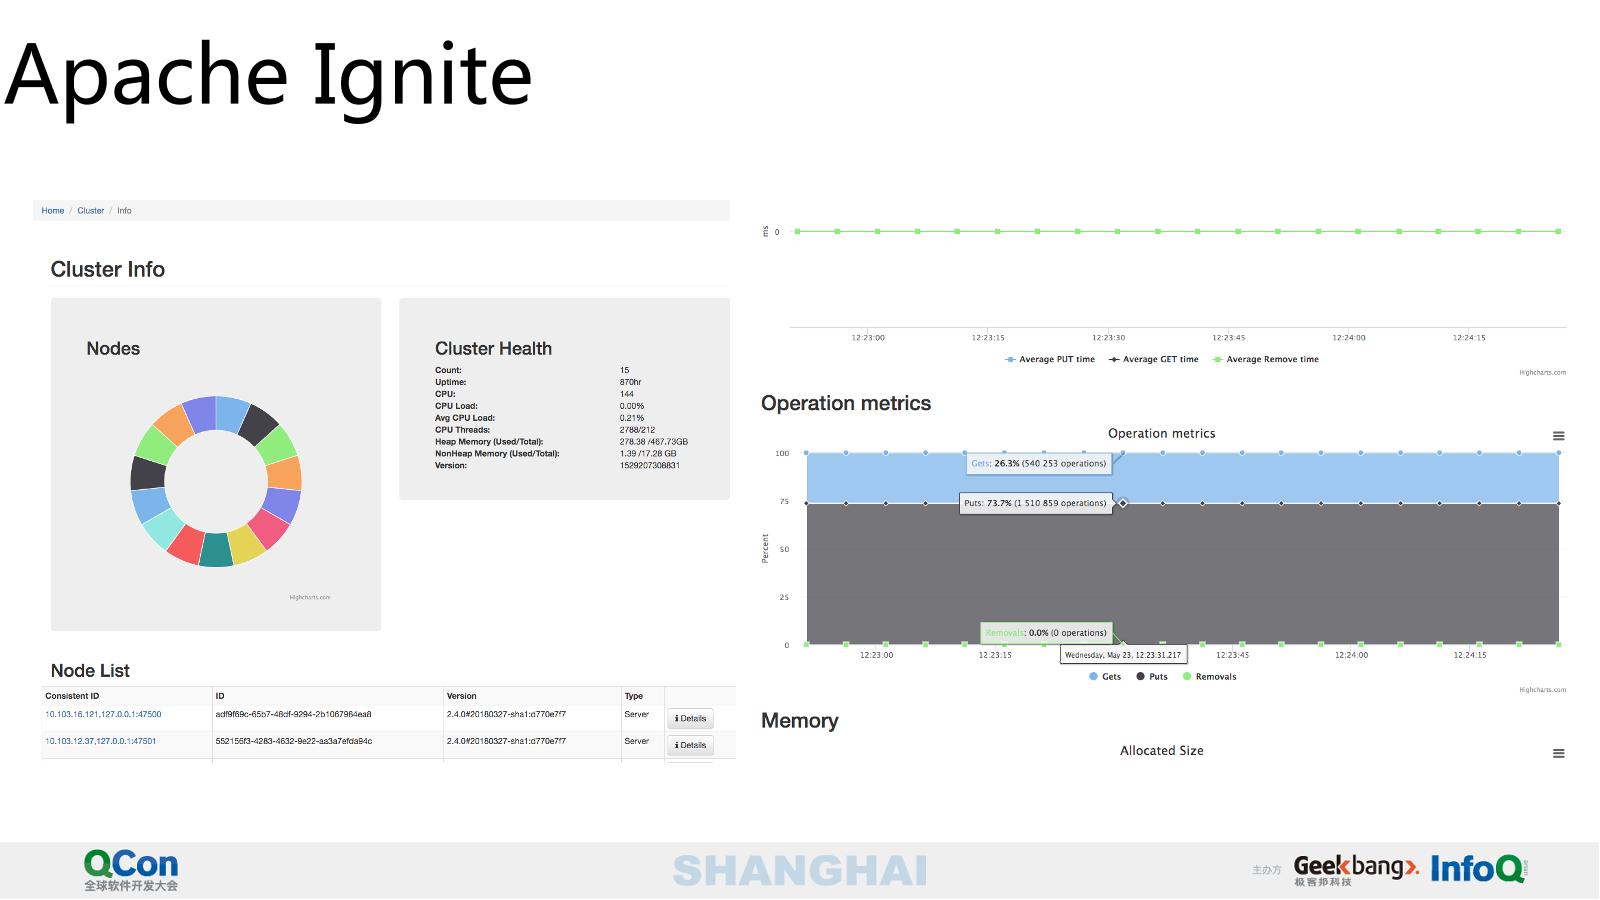 Apache Ignite
Home / Cluster / Info
Cluster Info
Nodes
Highcharts.com
Cluster Health
Count: 15
Uptime: 870hr
CPU: 144
CPU Load: 0.00%
Avg CPU Load: 0.21%
CPU Threads: 2788/212
Heap Memory (Used/Total): 278.38 /467.73GB
NonHeap Memory (Used/Total): 1.39 /17.28 GB
Version: 1529207308831
Node List
Consistent ID ID Version Type
10.103.16.121,127.0.0.1:47500 adf9f69c-65b7-48df-9294-2b1067984ea8 2.4.0#20180327-sha1:d770e7f7 Server i Details
10.103.12.37,127.0.0.1:47501 552156f3-4283-4632-9e22-aa3a7efda94c 2.4.0#20180327-sha1:d770e7f7 Server i Details
ms 0
12:23:00 12:23:15 12:23:30 12:23:45 12:24:00 12:24:15
Average PUT time Average GET time Average Remove time
Highcharts.com
Operation metrics
Operation metrics
100
Gets: 26.3% (540 253 operations)
75
Puts: 73.7% (1 510 859 operations)
Percent
50
25
Removals: 0.0% (0 operations)
0
12:23:00 12:23:15 12:23:45 12:24:00 12:24:15
Wednesday, May 23, 12:23:31.217
Gets Puts Removals
Highcharts.com
Memory
Allocated Size
QCon
全球软件开发大会
SHANGHAI
主办方
Geekbang>.
极客邦科技
InfoQ